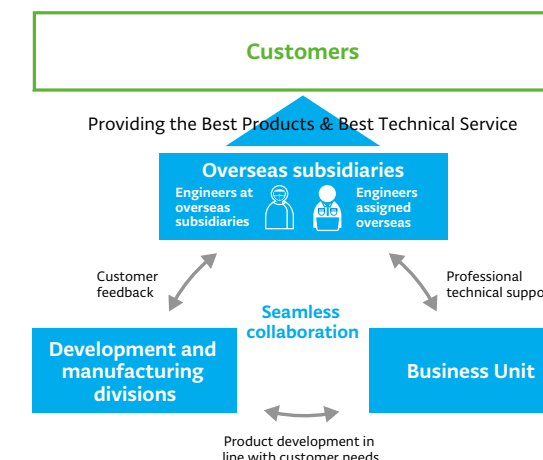 Customers
Providing the Best Products & Best Technical Service
Overseas subsidiaries
Engineers at
overseas
subsidiaries
Engineers
assigned
overseas
Customer
feedback
Professional
technical
Seamless
collaboration
Development and
manufacturing
divisions
Business Unit
Product development in
line with customer needs